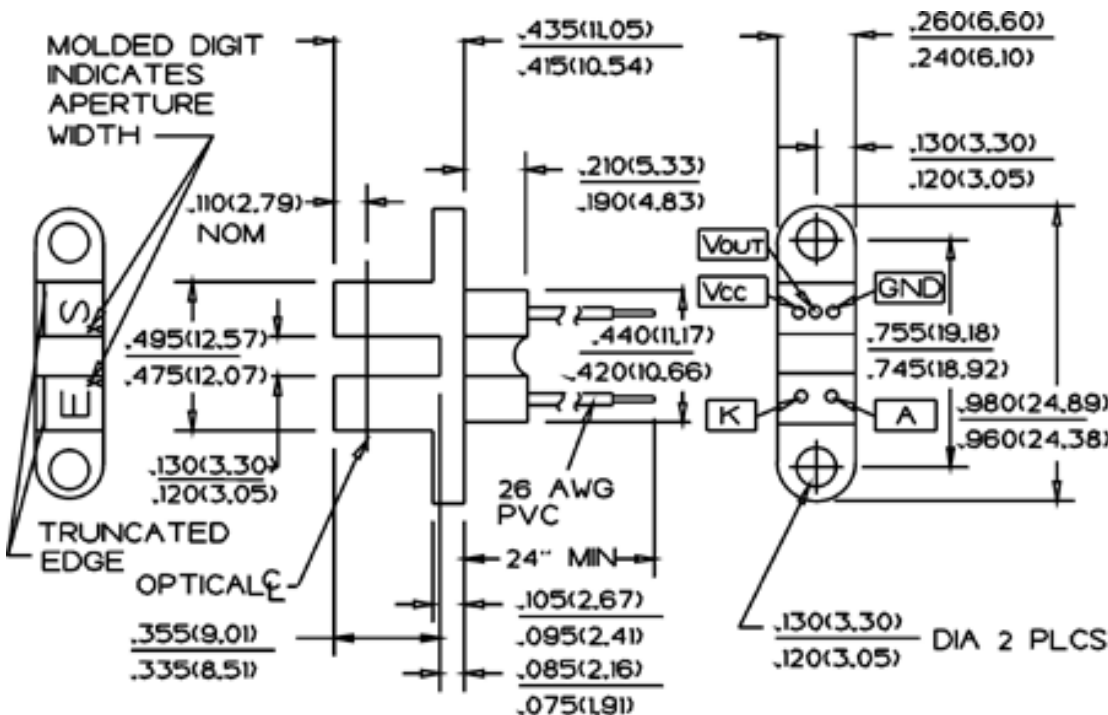 MOLDED DIGIT
INDICATES
APERTURE
WIDTH
.435(11.05)
.415(10.54)
.260(6.60)
.240(6.10)
.130(3.30)
.120(3.05)
.210(5.33)
.190(4.83)
.110(2.79)
NOM
VOUT
VCC
GND
S
.495(12.57)
.475(12.07)
.440(11.17)
.420(10.66)
.755(19.18)
.745(18.92)
E
K
A
.980(24.89)
.960(24.38)
.130(3.30)
.120(3.05)
26 AWG
PVC
TRUNCATED
EDGE
24" MIN
OPTICAL CL
.105(2.67)
.095(2.41)
.355(9.01)
.335(8.51)
.085(2.16)
.075(1.91)
.130(3.30)
.120(3.05)
DIA 2 PLCS